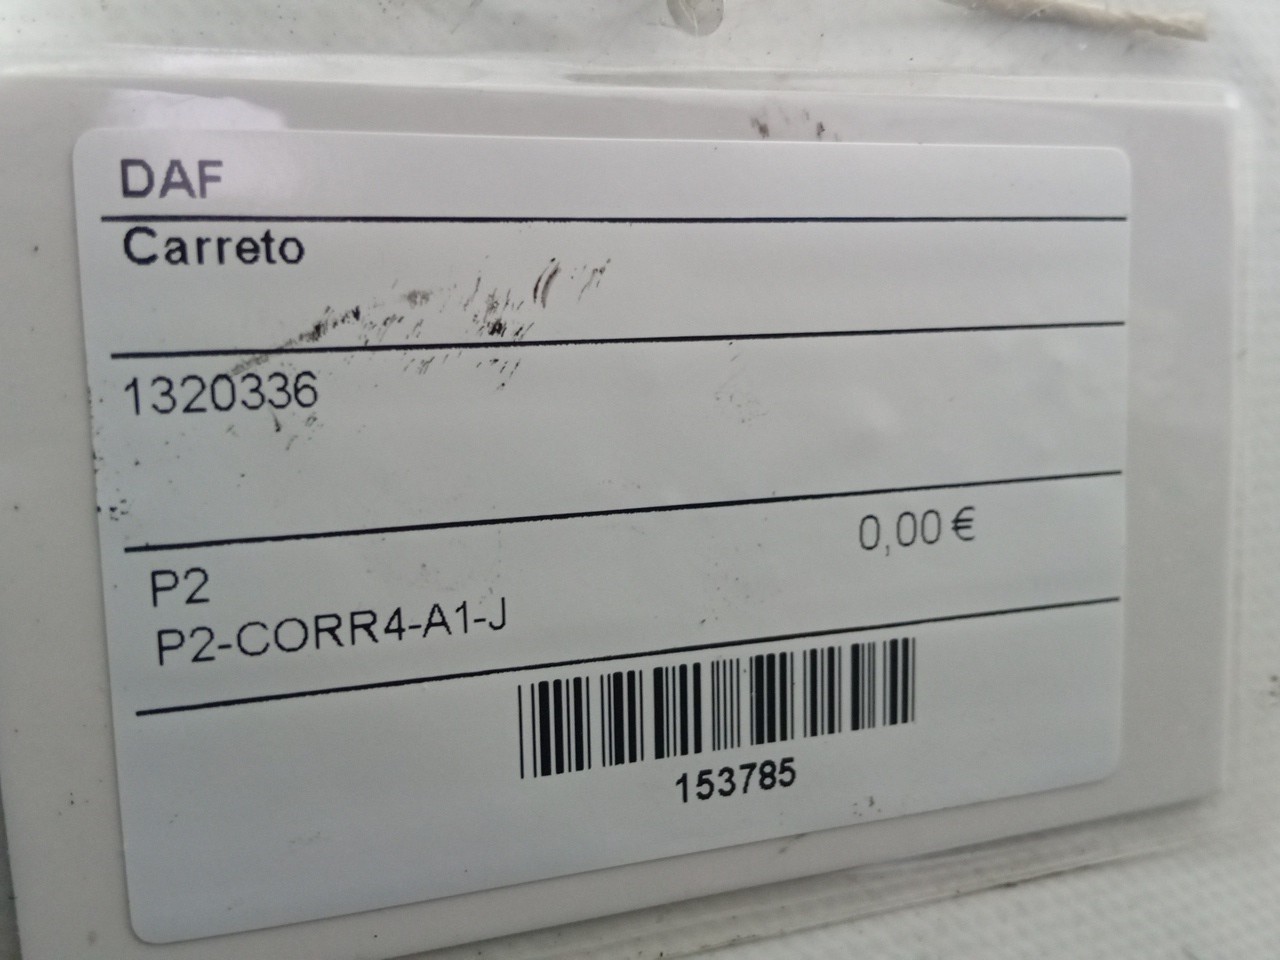 DAF
Carreto
1320336
0,00 €
P2
P2-CORR4-A1-J
153785